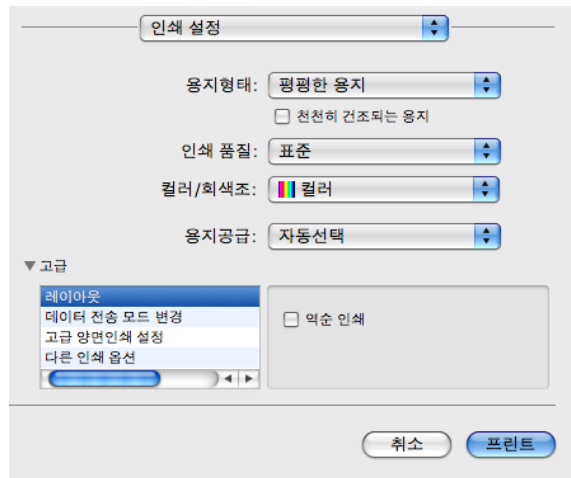 인쇄 설정
용지형태: 평평한 용지
천천히 건조되는 용지
인쇄 품질: 표준
컬러/회색조: 컬러
용지공급: 자동선택
고급
레이아웃
데이터 전송 모드 변경
고급 양면인쇄 설정
다른 인쇄 옵션
역순 인쇄
취소 프린트